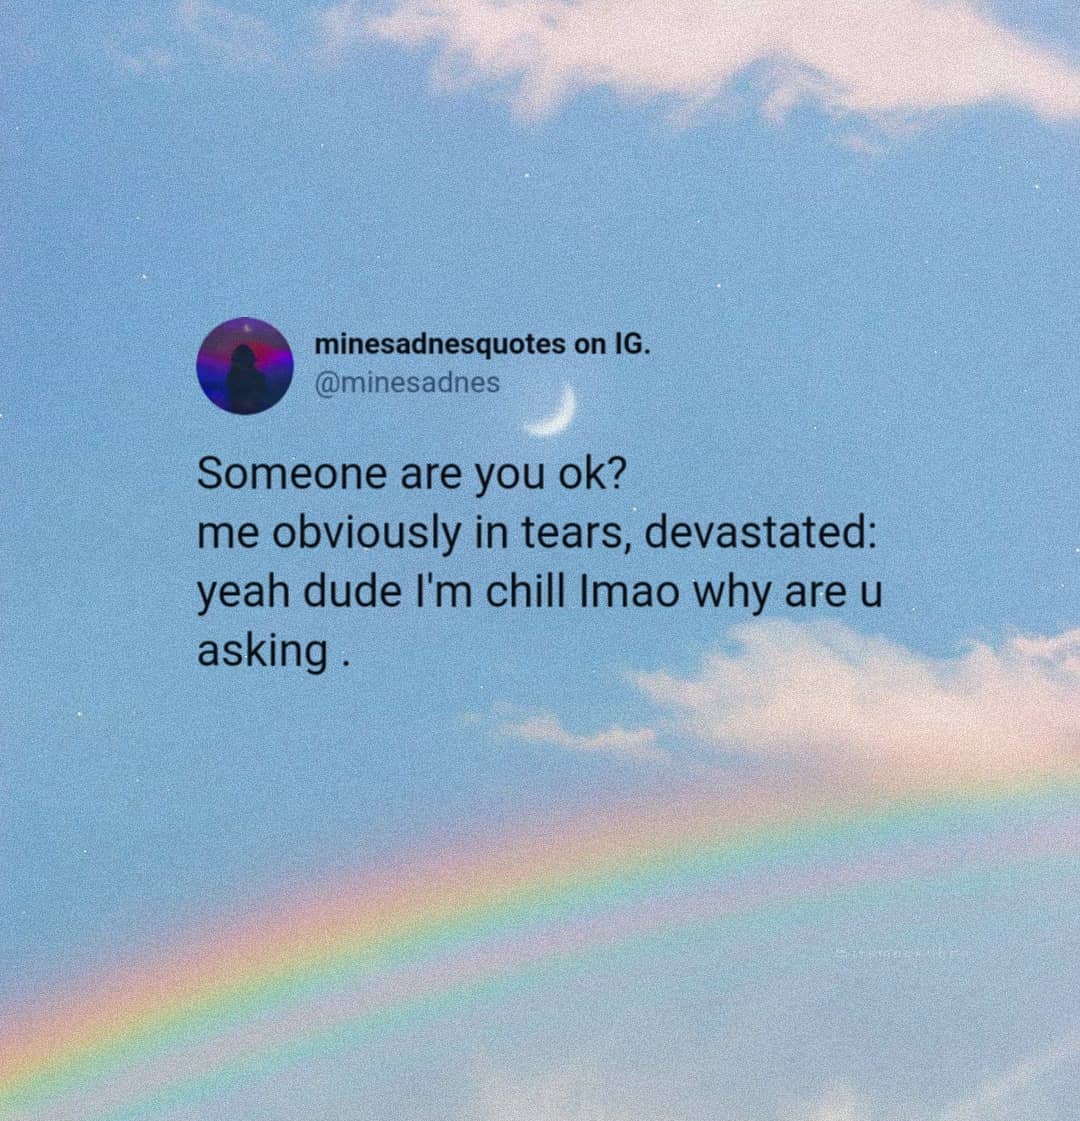 minesadnesquotes on IG.
@minesadnes
Someone are you ok?
me obviously in tears, devastated:
yeah dude I'm chill lmao why are u
asking .